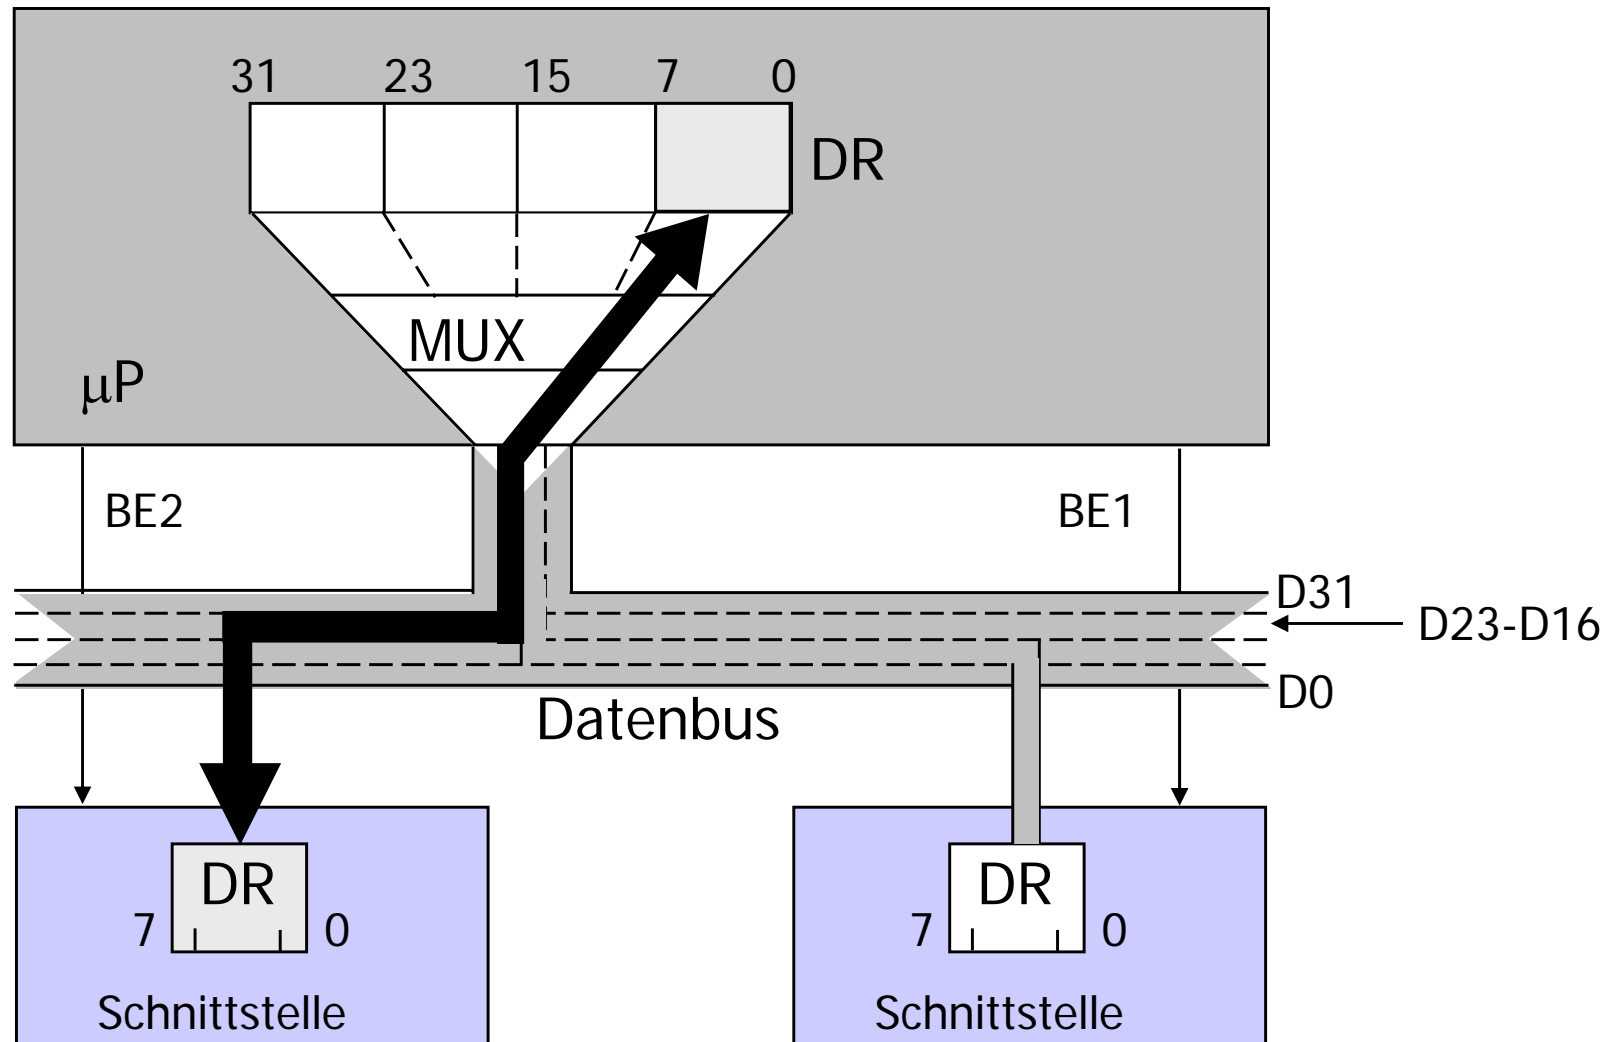 31 23 15 7 0
DR
MUX
µP
BE2 BE1
D31
D23-D16
D0
Datenbus
DR DR
7 0 7 0
Schnittstelle Schnittstelle